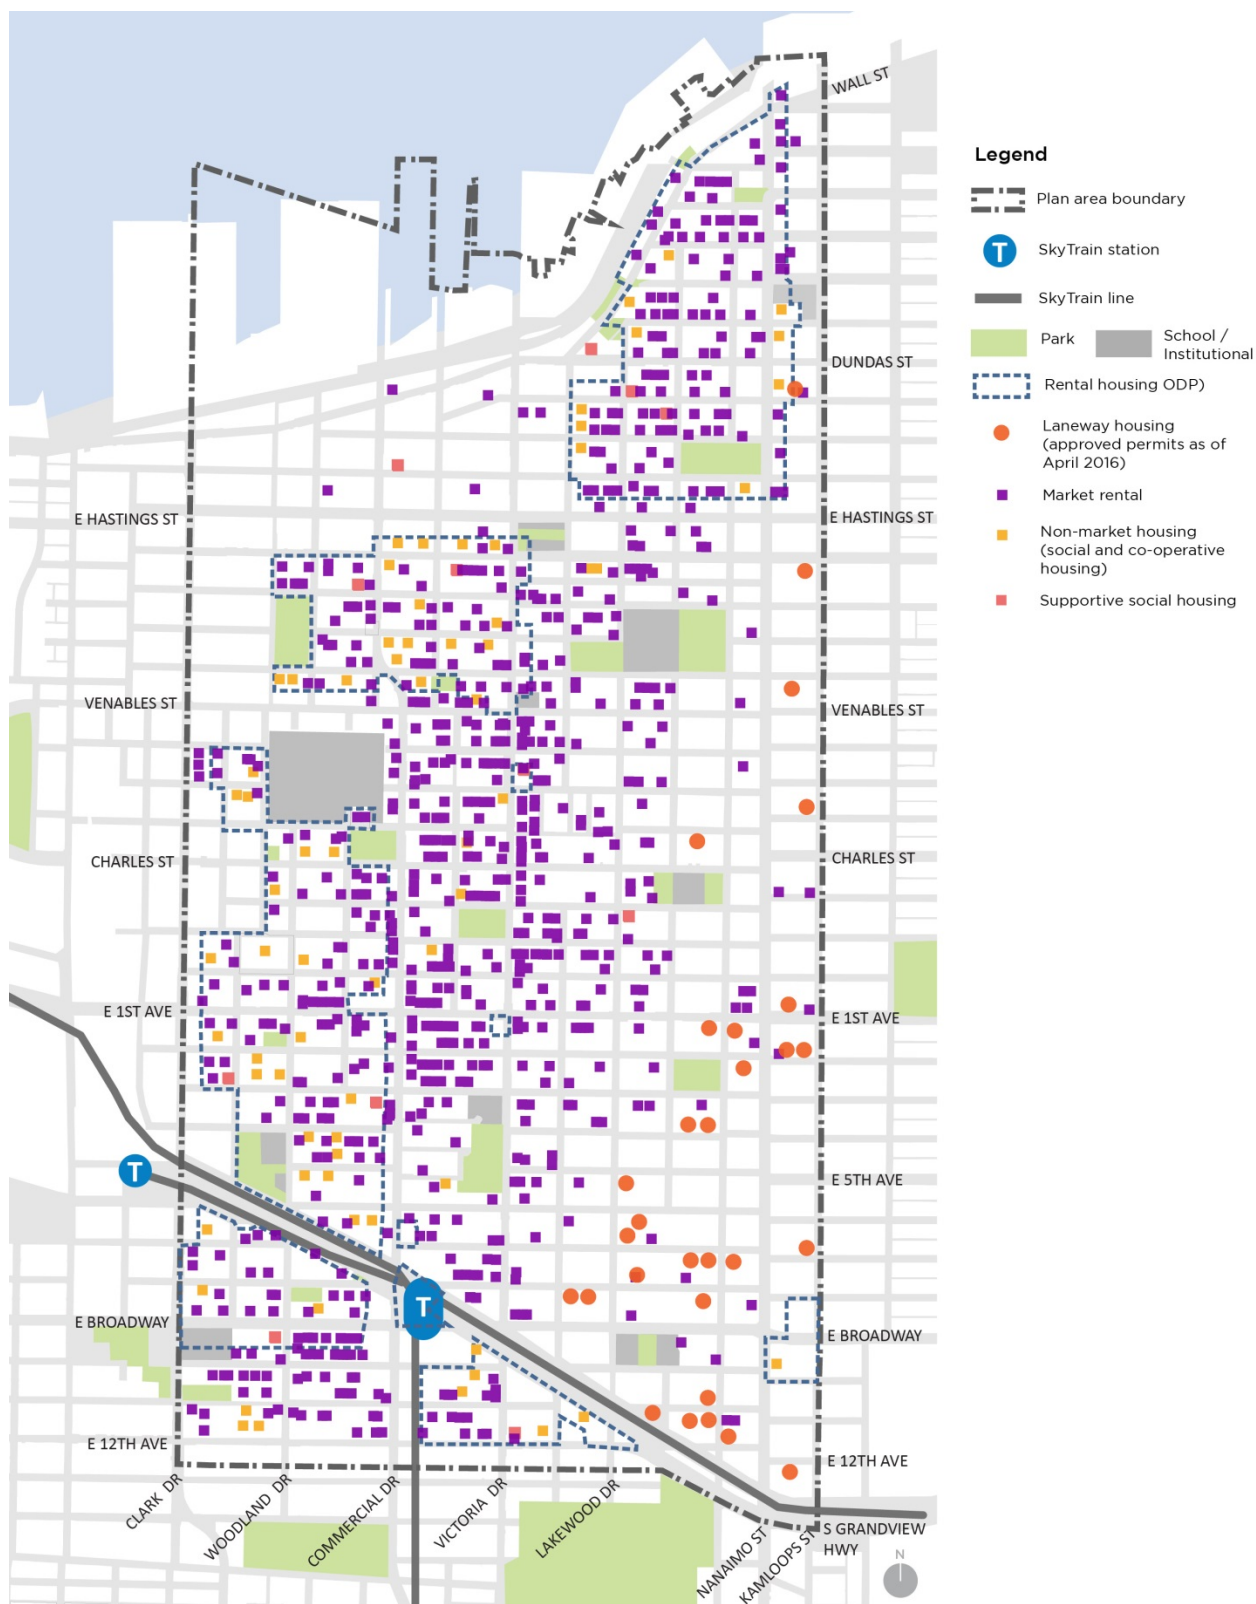 WALL ST
Legend
Plan area boundary
T
SkyTrain station
SkyTrain line
Park
School /
Institutional
Rental housing ODP)
Laneway housing
(approved permits as of
April 2016)
Market rental
Non-market housing
(social and co-operative
housing)
Supportive social housing
DUNDAS ST
E HASTINGS ST
E HASTINGS ST
VENABLES ST
VENABLES ST
CHARLES ST
CHARLES ST
E 1ST AVE
E 1ST AVE
T
E 5TH AVE
T
E BROADWAY
E BROADWAY
E 12TH AVE
E 12TH AVE
CLARK DR
WOODLAND DR
COMMERCIAL DR
VICTORIA DR
LAKEWOOD DR
NANAIMO ST
KAMLOOPS ST
S GRANDVIEW
HWY
N